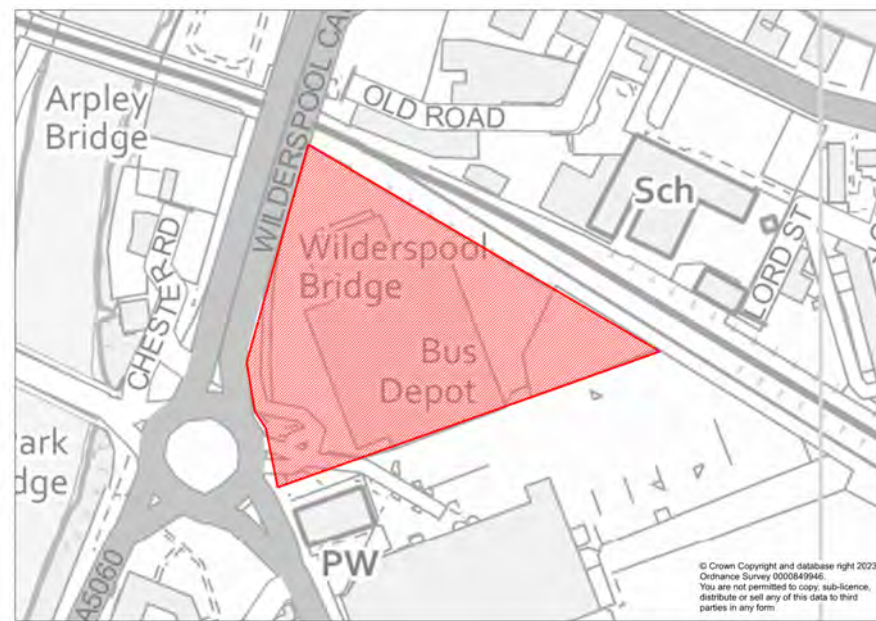 Arpley
Bridge
WILDERSPOOL CAU
OLD ROAD
Sch
LORD ST
CHESTER RD
Wilderspool
Bridge
Bus
Depot
ark
dge
A5060
PW
© Crown Copyright and database right 2023
Ordnance Survey 0000849946.
You are not permitted to copy, sub-licence,
distribute or sell any of this data to third
parties in any form